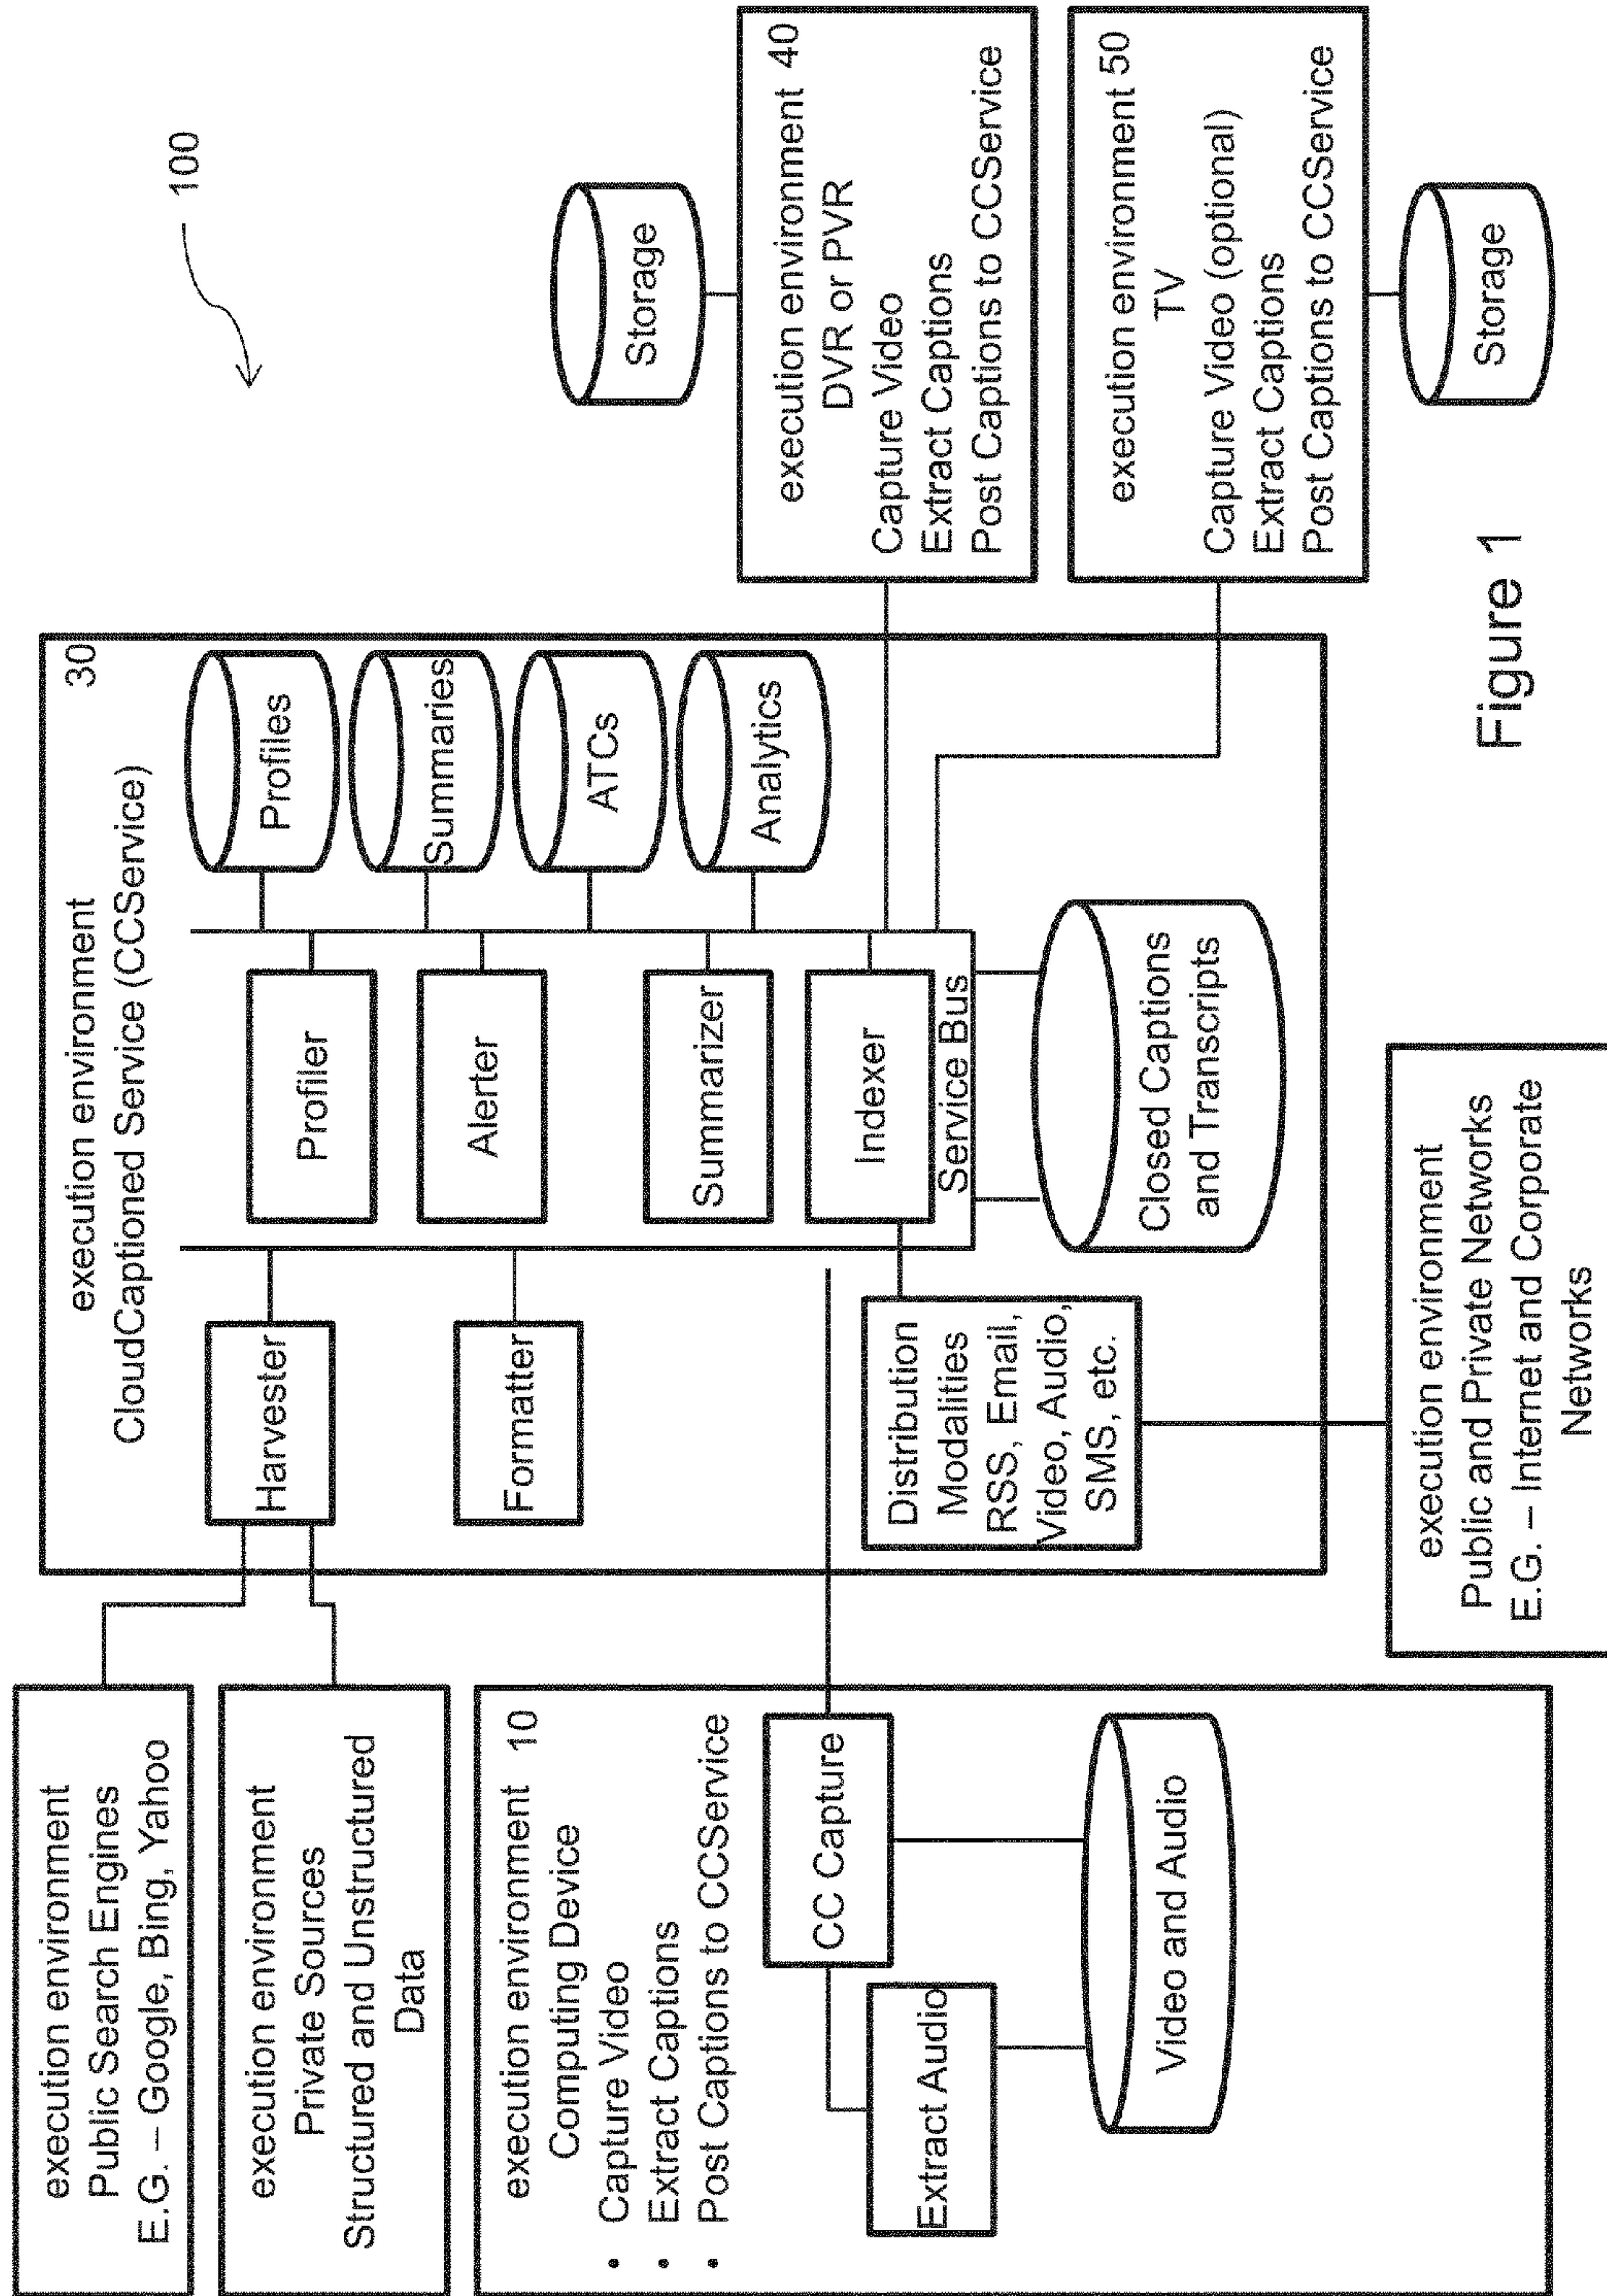 100
execution environment
Public Search Engines
E.G. – Google, Bing, Yahoo
execution environment
Private Sources
Structured and Unstructured
Data
execution environment 10
Computing Device
• Capture Video
• Extract Captions
• Post Captions to CCService
CC Capture
Extract Audio
Video and Audio
execution environment
30
CloudCaptioned Service (CCService)
Harvester
Formatter
Distribution
Modalities
RSS, Email,
Video, Audio,
SMS, etc.
Profiler
Alerter
Summarizer
Indexer
Service Bus
Profiles
Summaries
ATCs
Analytics
Closed Captions
and Transcripts
execution environment
Public and Private Networks
E.G. – Internet and Corporate
Networks
Storage
execution environment 40
DVR or PVR
Capture Video
Extract Captions
Post Captions to CCService
execution environment 50
TV
Capture Video (optional)
Extract Captions
Post Captions to CCService
Storage
Figure 1